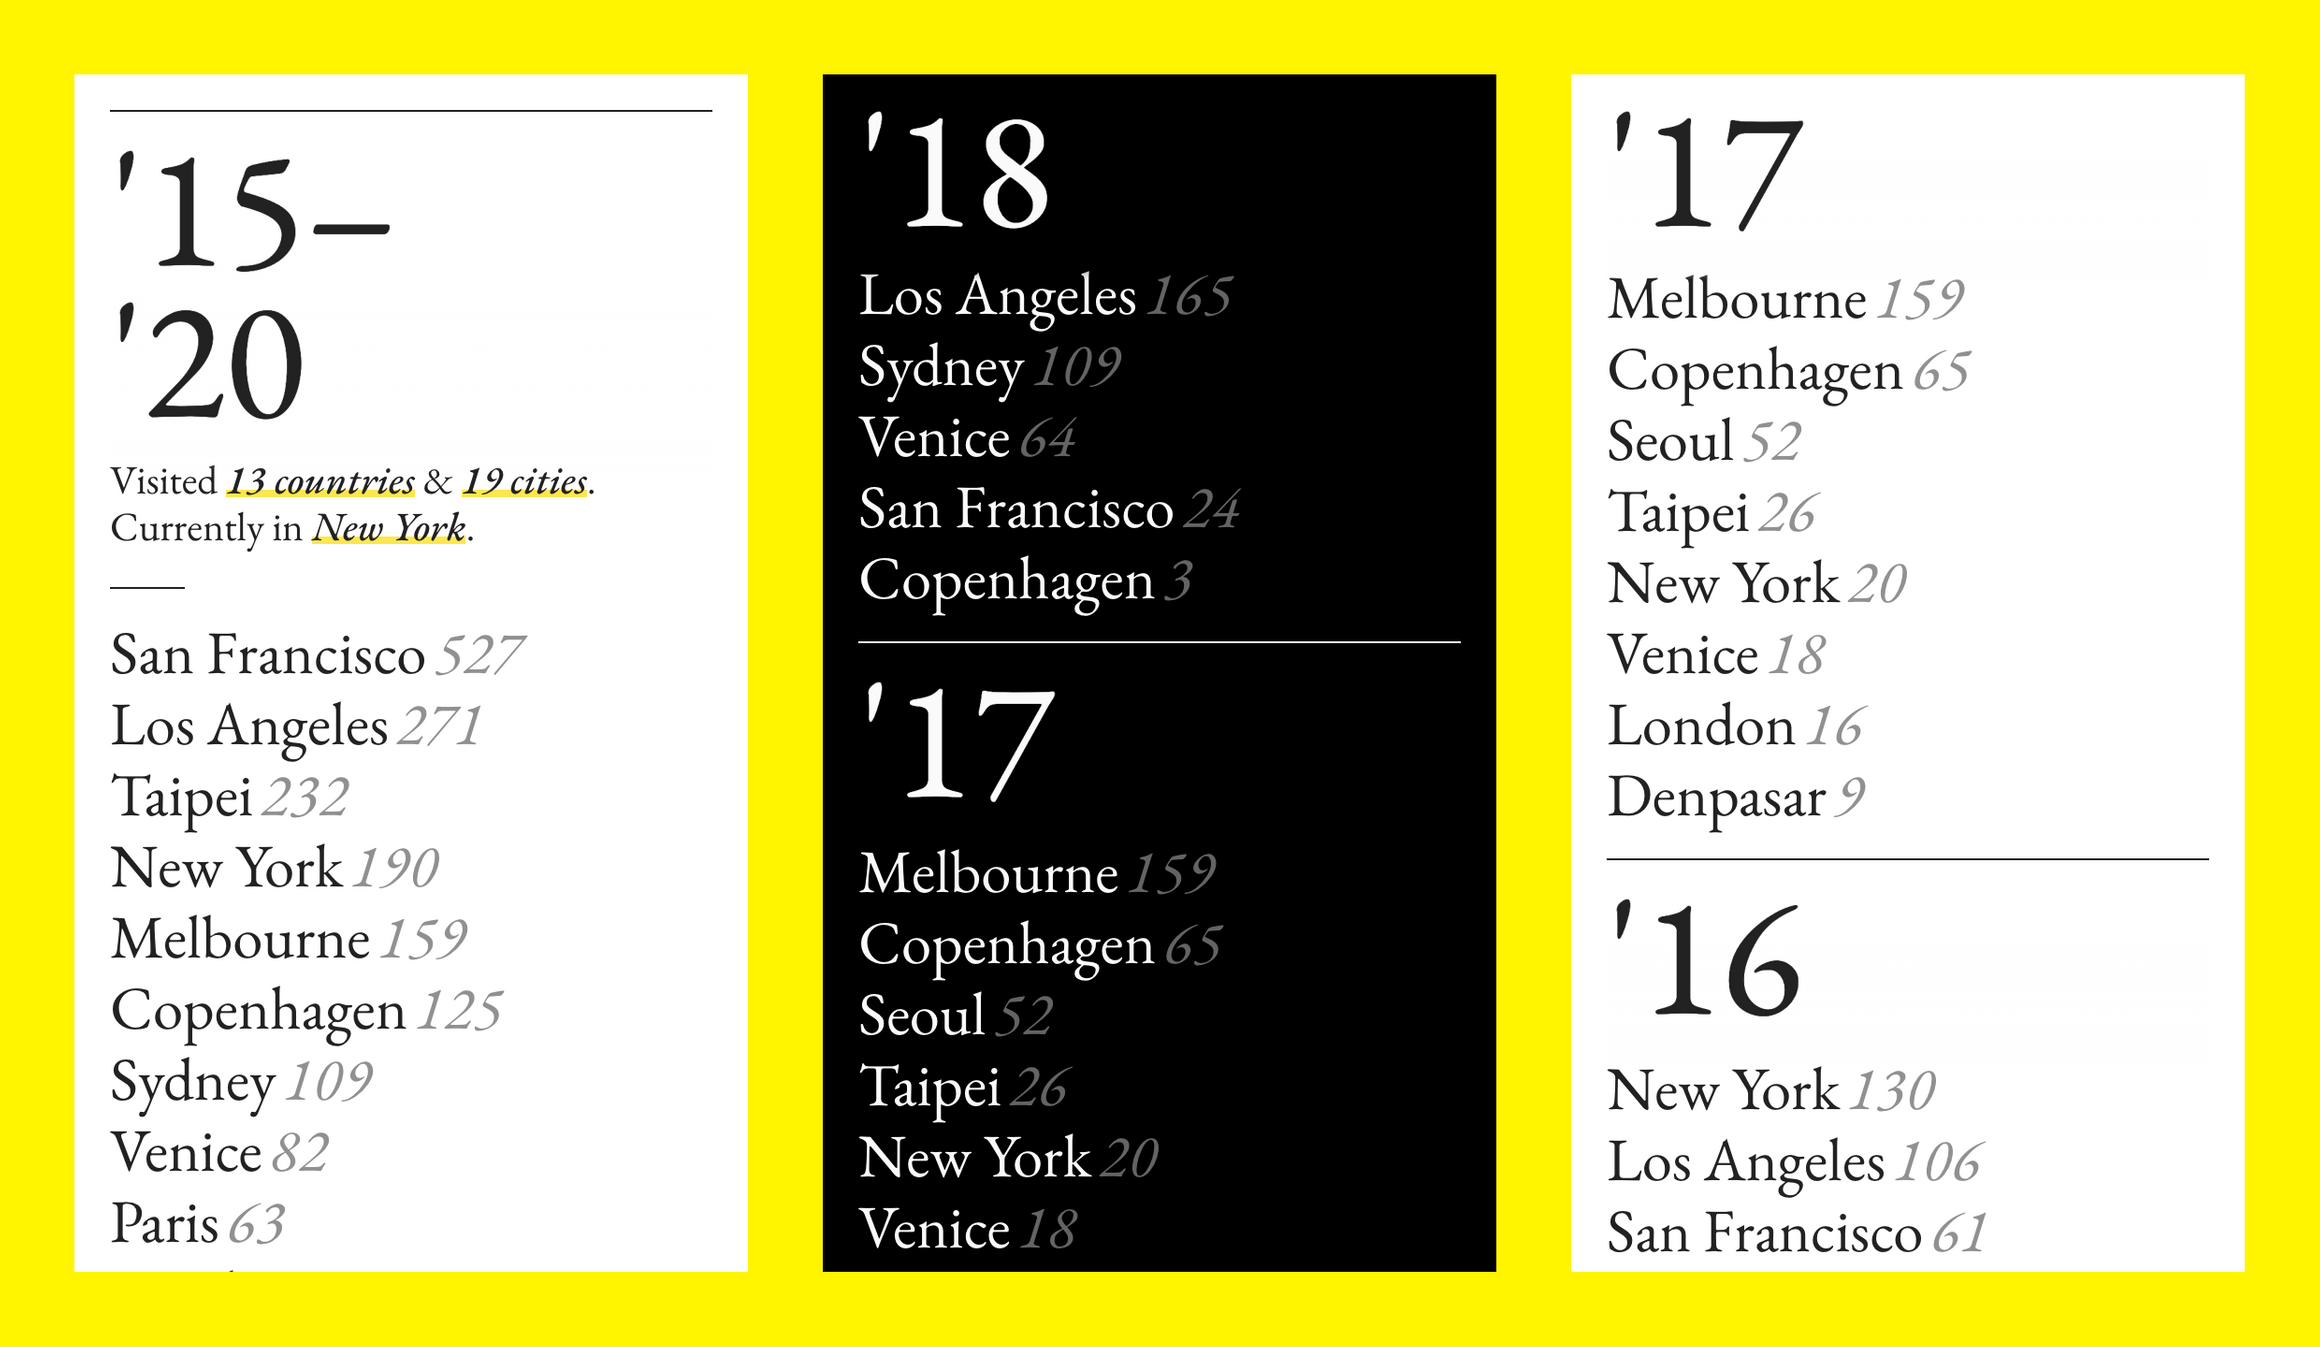 '15–
'20
Visited 13 countries & 19 cities.
Currently in New York.
San Francisco 527
Los Angeles 271
Taipei 232
New York 190
Melbourne 159
Copenhagen 125
Sydney 109
Venice 82
Paris 63
'18
Los Angeles 165
Sydney 109
Venice 64
San Francisco 24
Copenhagen 3
'17
Melbourne 159
Copenhagen 65
Seoul 52
Taipei 26
New York 20
Venice 18
'17
Melbourne 159
Copenhagen 65
Seoul 52
Taipei 26
New York 20
Venice 18
London 16
Denpasar 9
'16
New York 130
Los Angeles 106
San Francisco 61